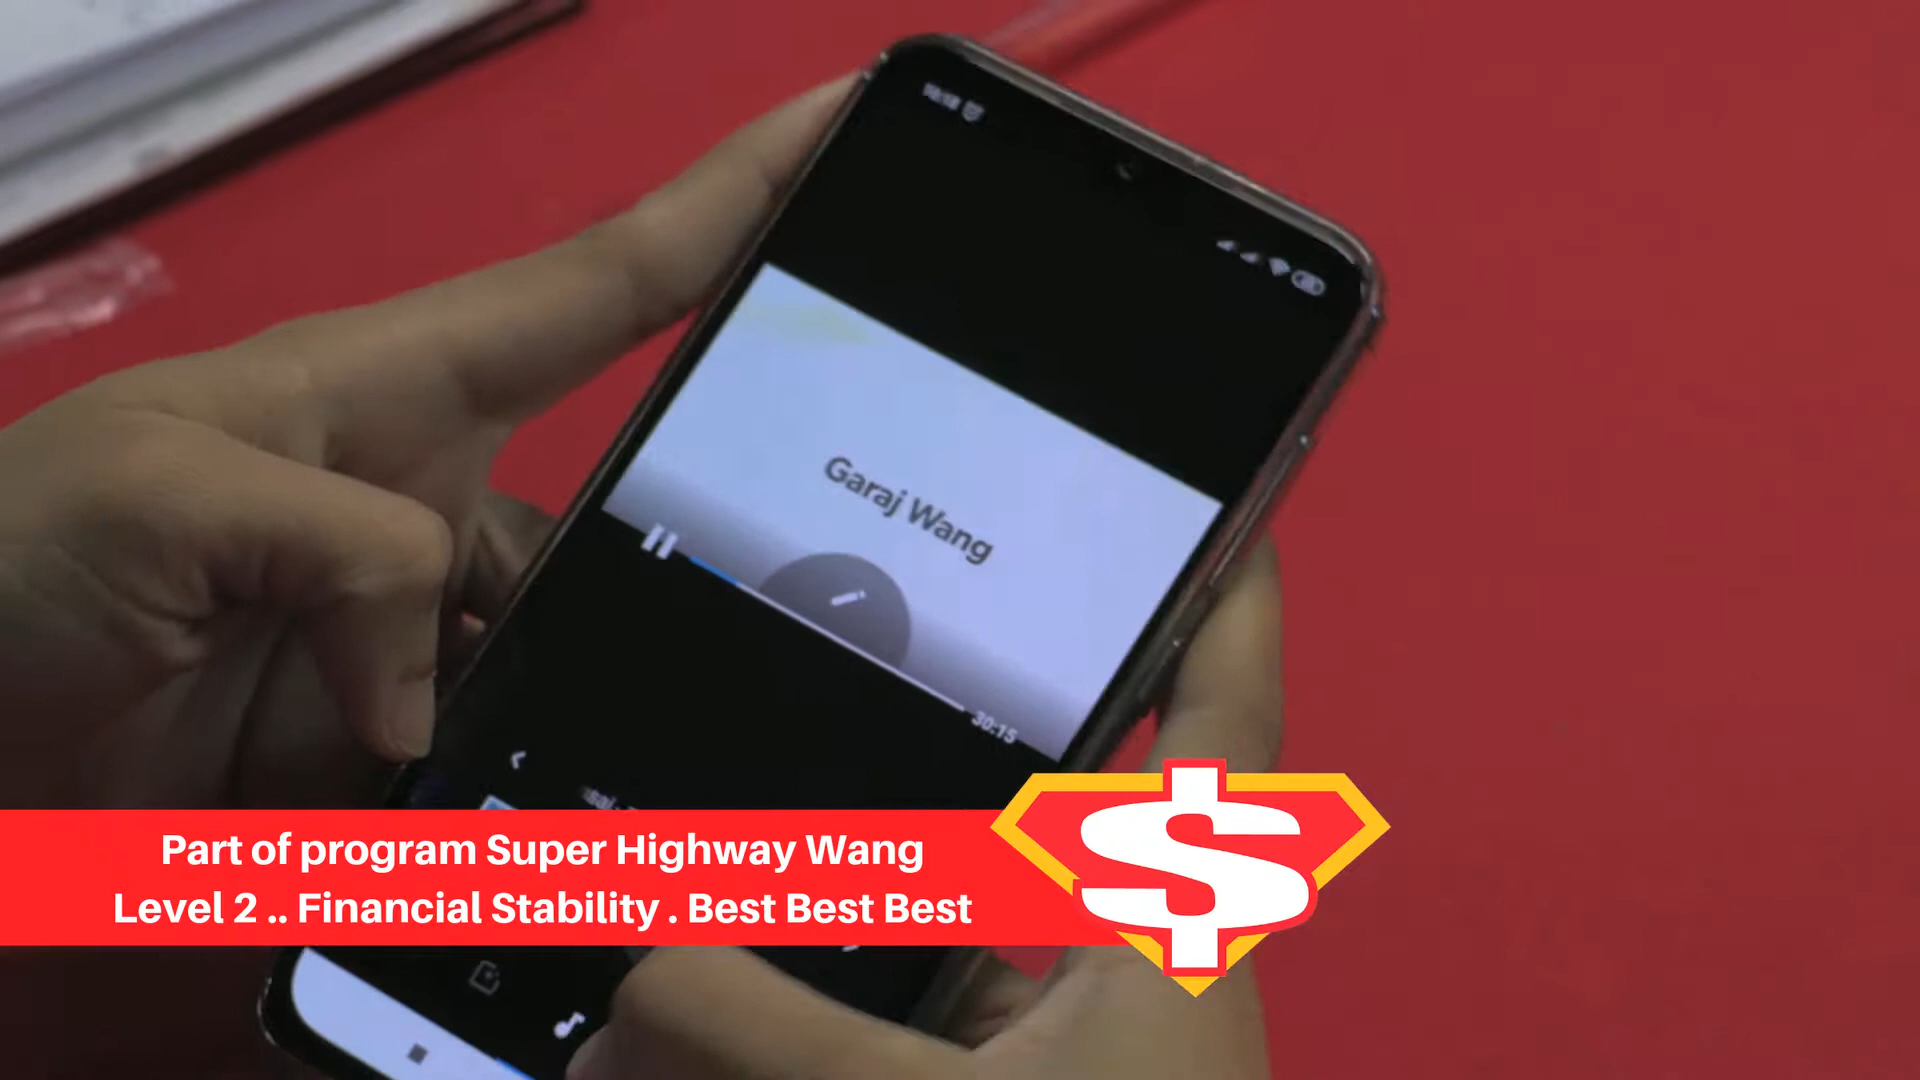 Garaj Wang
30:15
Part of program Super Highway Wang
Level 2 .. Financial Stability . Best Best Best
$